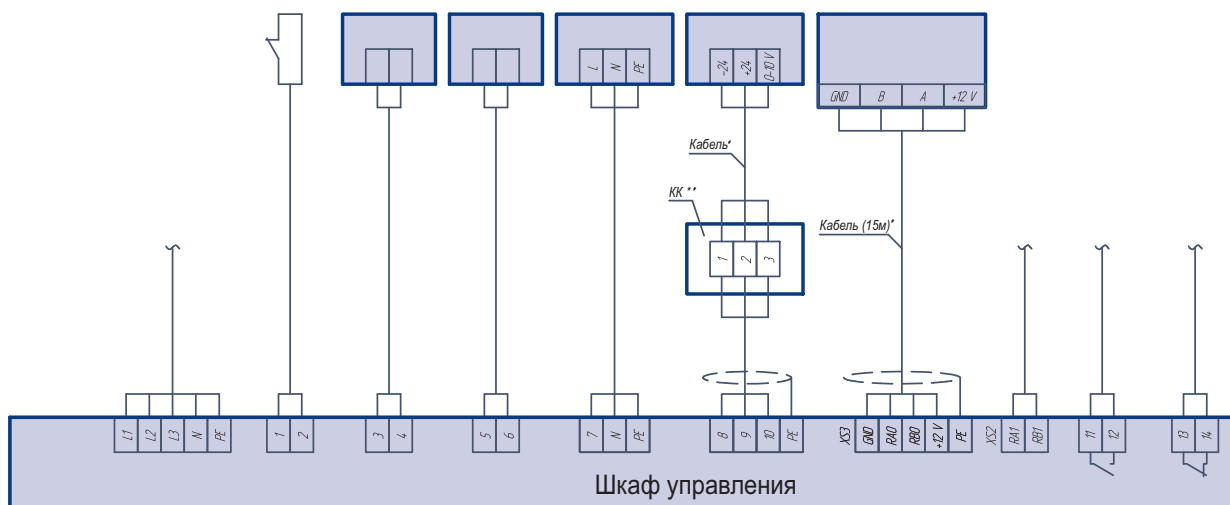 L N PE
-24 +24 0-10 V
GND B A +12 V
Кабель*
КК **
1 2 3
Кабель (15м)*
L1 L2 L3 N PE
1 2
3 4
5 6
7 N PE
8 9 10 PE
XS3 GND RA0 RB0 +12 V PE
XS2 RA1 RB1
11 12
13 14
Шкаф управления